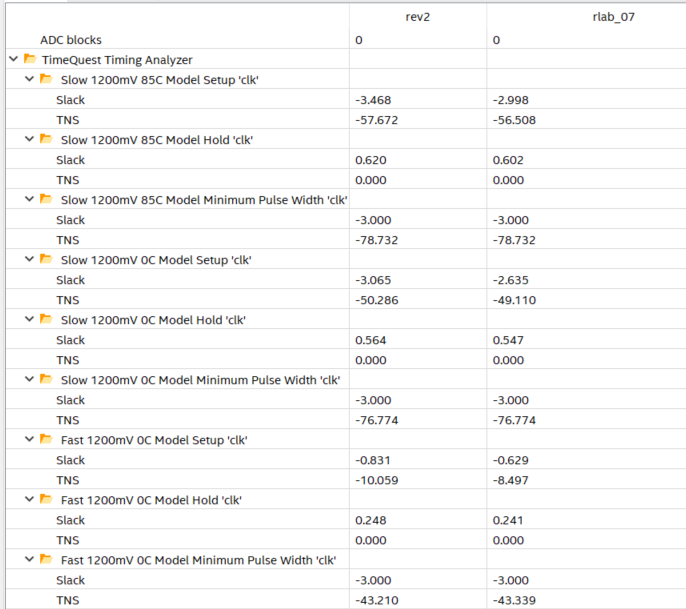 rev2 rlab_07
ADC blocks 0 0
TimeQuest Timing Analyzer
Slow 1200mV 85C Model Setup 'clk'
Slack -3.468 -2.998
TNS -57.672 -56.508
Slow 1200mV 85C Model Hold 'clk'
Slack 0.620 0.602
TNS 0.000 0.000
Slow 1200mV 85C Model Minimum Pulse Width 'clk'
Slack -3.000 -3.000
TNS -78.732 -78.732
Slow 1200mV 0C Model Setup 'clk'
Slack -3.065 -2.635
TNS -50.286 -49.110
Slow 1200mV 0C Model Hold 'clk'
Slack 0.564 0.547
TNS 0.000 0.000
Slow 1200mV 0C Model Minimum Pulse Width 'clk'
Slack -3.000 -3.000
TNS -76.774 -76.774
Fast 1200mV 0C Model Setup 'clk'
Slack -0.831 -0.629
TNS -10.059 -8.497
Fast 1200mV 0C Model Hold 'clk'
Slack 0.248 0.241
TNS 0.000 0.000
Fast 1200mV 0C Model Minimum Pulse Width 'clk'
Slack -3.000 -3.000
TNS -43.210 -43.339